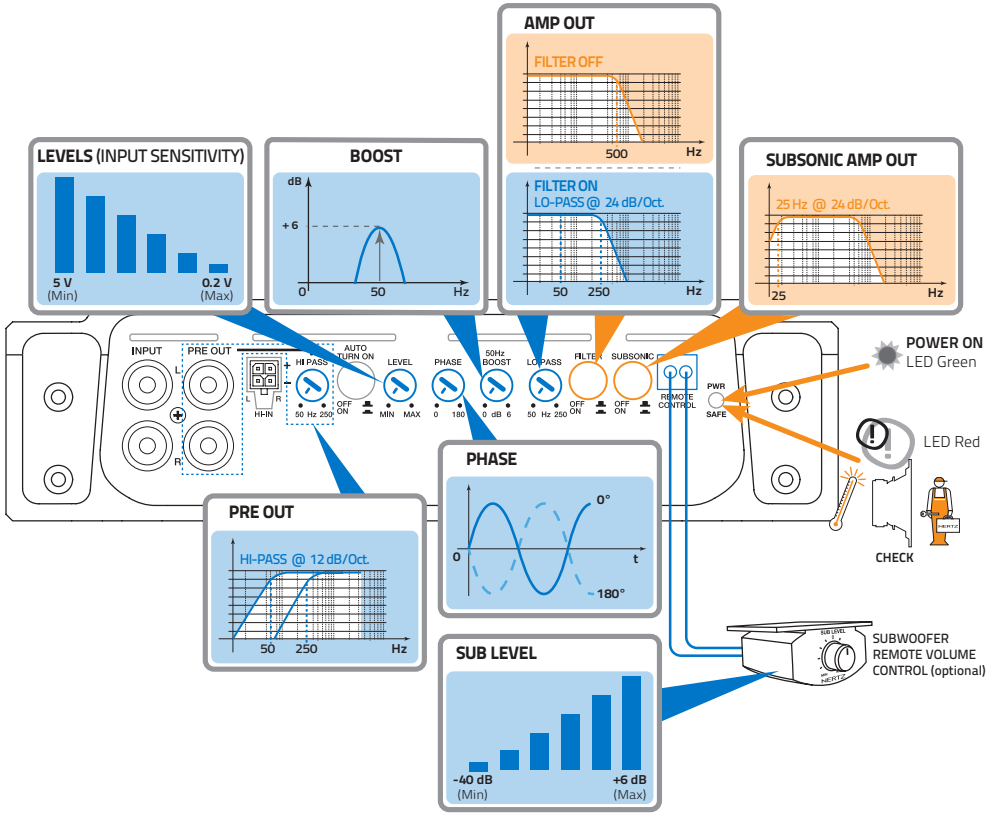 AMP OUT
FILTER OFF
500
Hz
FILTER ON
LO-PASS @ 24 dB/Oct.
50
250
Hz
LEVELS (INPUT SENSITIVITY)
5 V
(Min)
0.2 V
(Max)
BOOST
dB
+ 6
0
50
Hz
SUBSONIC AMP OUT
25 Hz @ 24 dB/Oct.
25
Hz
INPUT
PRE OUT
L
R
+
-
L
R
HI-IN
HI PASS
50 Hz 250
AUTO
TURN ON
OFF
ON
LEVEL
MIN MAX
PHASE
0 180
50Hz
BOOST
0 dB 6
LO PASS
50 Hz 250
FILTER
OFF
ON
SUBSONIC
OFF
ON
REMOTE
CONTROL
PWR
SAFE
POWER ON
LED Green
LED Red
HERTZ
CHECK
PRE OUT
HI-PASS @ 12 dB/Oct.
50
250
Hz
PHASE
0
0°
t
180°
SUB LEVEL
-40 dB
(Min)
+6 dB
(Max)
SUB LEVEL
HERTZ
SUBWOOFER
REMOTE VOLUME
CONTROL (optional)